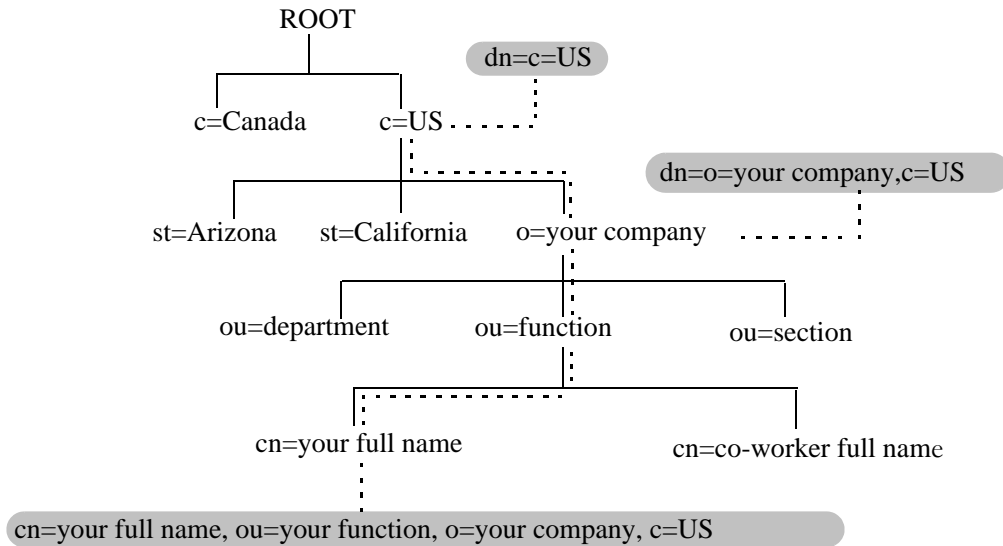 ROOT
dn=c=US
c=Canada
c=US
dn=o=your company,c=US
st=Arizona
st=California
o=your company
ou=department
ou=function
ou=section
cn=your full name
cn=co-worker full name
cn=your full name, ou=your function, o=your company, c=US